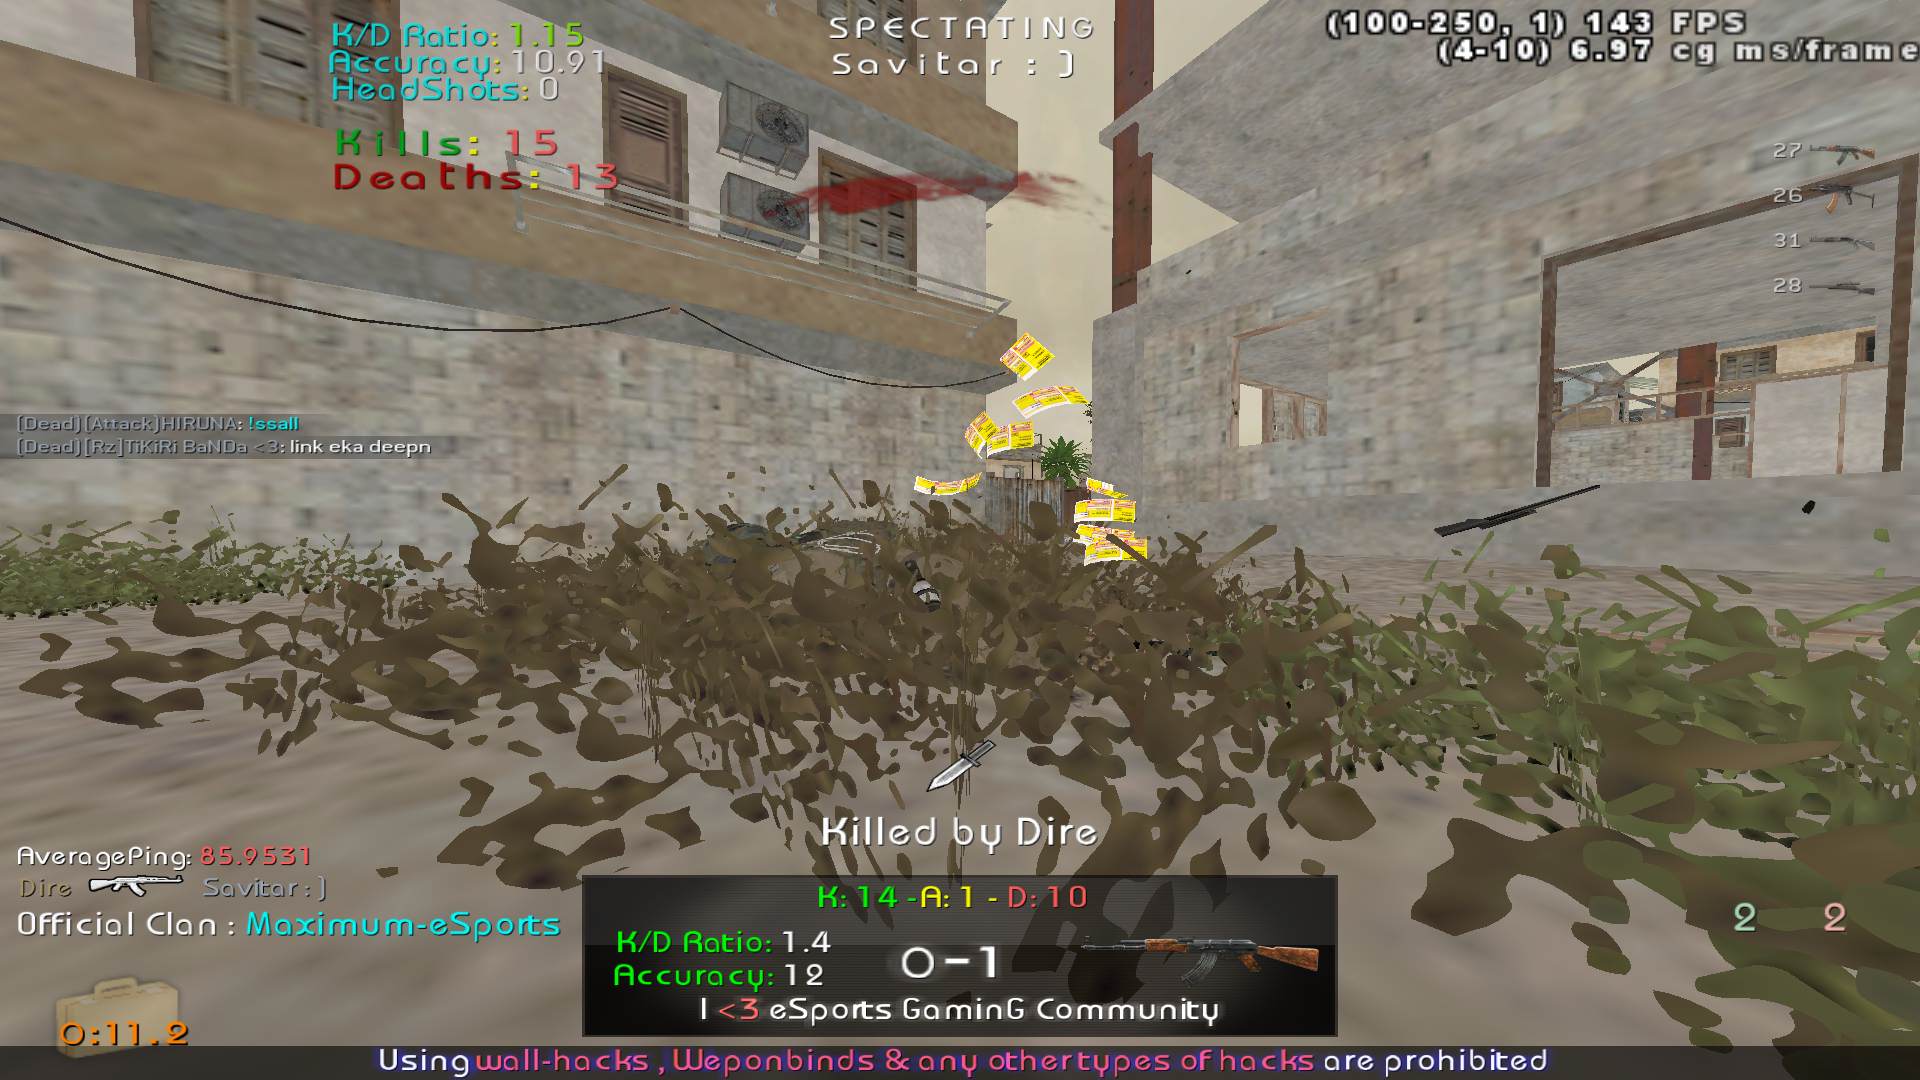 K/D Ratio: 1.15
Accuracy: 10.91
HeadShots: 0
Kills: 15
Deaths: 13
SPECTATING
Savitar : )
(100-250, 1) 143 FPS
(4-10) 6.97 cg ms/frame
27
26
31
28
[Dead][Attack]HIRUNA: !ssall
[Dead][Rz]TiKiRi BaNDa <3: link eka deepn
Killed by Dire
AveragePing: 85.9531
Dire Savitar : )
Official Clan : Maximum-eSports
K: 14 -A: 1 - D: 10
K/D Ratio: 1.4
Accuracy: 12
0-1
I <3 eSports GaminG Community
2 2
0:11.2
Using wall-hacks , Weponbinds & any other types of hacks are prohibited